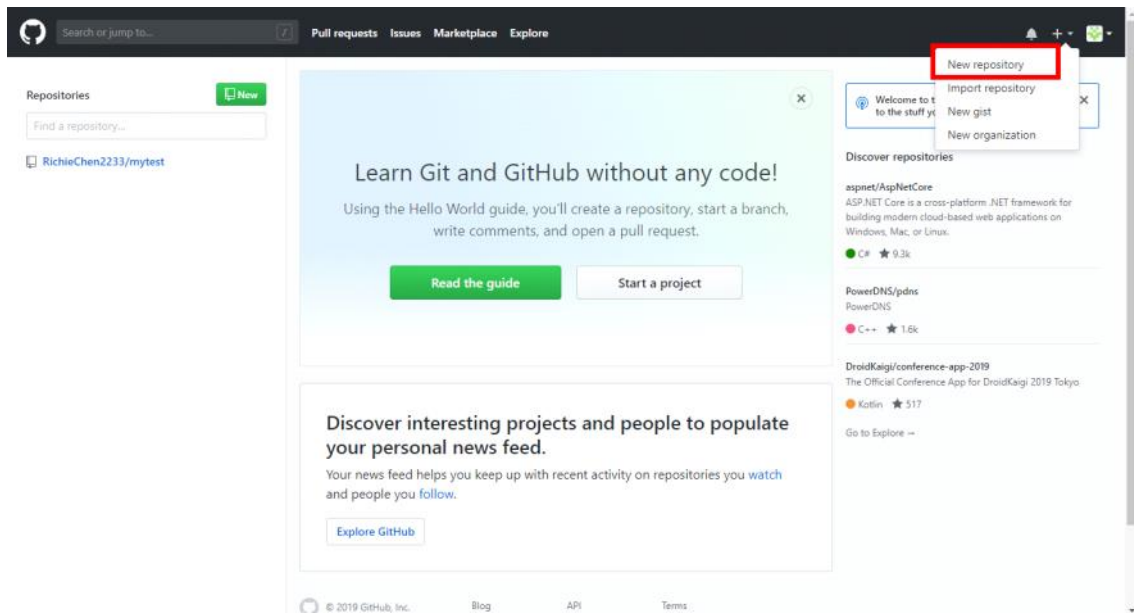 Search or jump to...
/
Pull requests Issues Marketplace Explore
New repository
Import repository
New gist
New organization
Repositories
New
Find a repository...
RichieChen2233/mytest
Learn Git and GitHub without any code!
Using the Hello World guide, you'll create a repository, start a branch,
write comments, and open a pull request.
Read the guide
Start a project
Discover interesting projects and people to populate
your personal news feed.
Your news feed helps you keep up with recent activity on repositories you watch
and people you follow.
Explore GitHub
Welcome to t
to the stuff yo
Discover repositories
aspnet/AspNetCore
ASP.NET Core is a cross-platform .NET framework for
building modern cloud-based web applications on
Windows, Mac, or Linux.
C# 9.3k
PowerDNS/pdns
PowerDNS
C++ 1.6k
DroidKaigi/conference-app-2019
The Official Conference App for DroidKaigi 2019 Tokyo
Kotlin 517
Go to Explore →
© 2019 GitHub, Inc. Blog API Terms